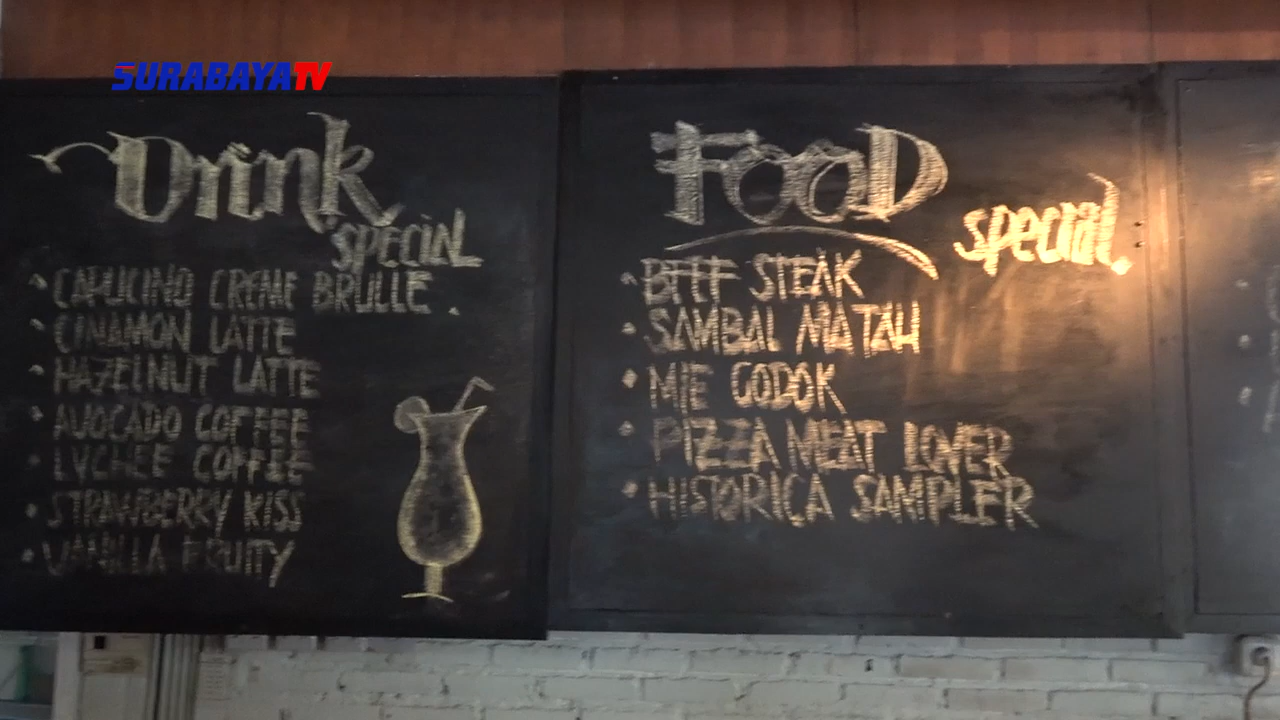 SURABAYATV
Drink
SPECIAL
CAPUCINO CREME BRULLE
CINAMON LATTE
HAZELNUT LATTE
AVOCADO COFFEE
LYCHEE COFFEE
STRAWBERRY KISS
VANILLA FRUITY
FOOD
special.
BEEF STEAK
SAMBAL MATAH
MIE GODOK
PIZZA MEAT LOVER
HISTORICA SAMPLER